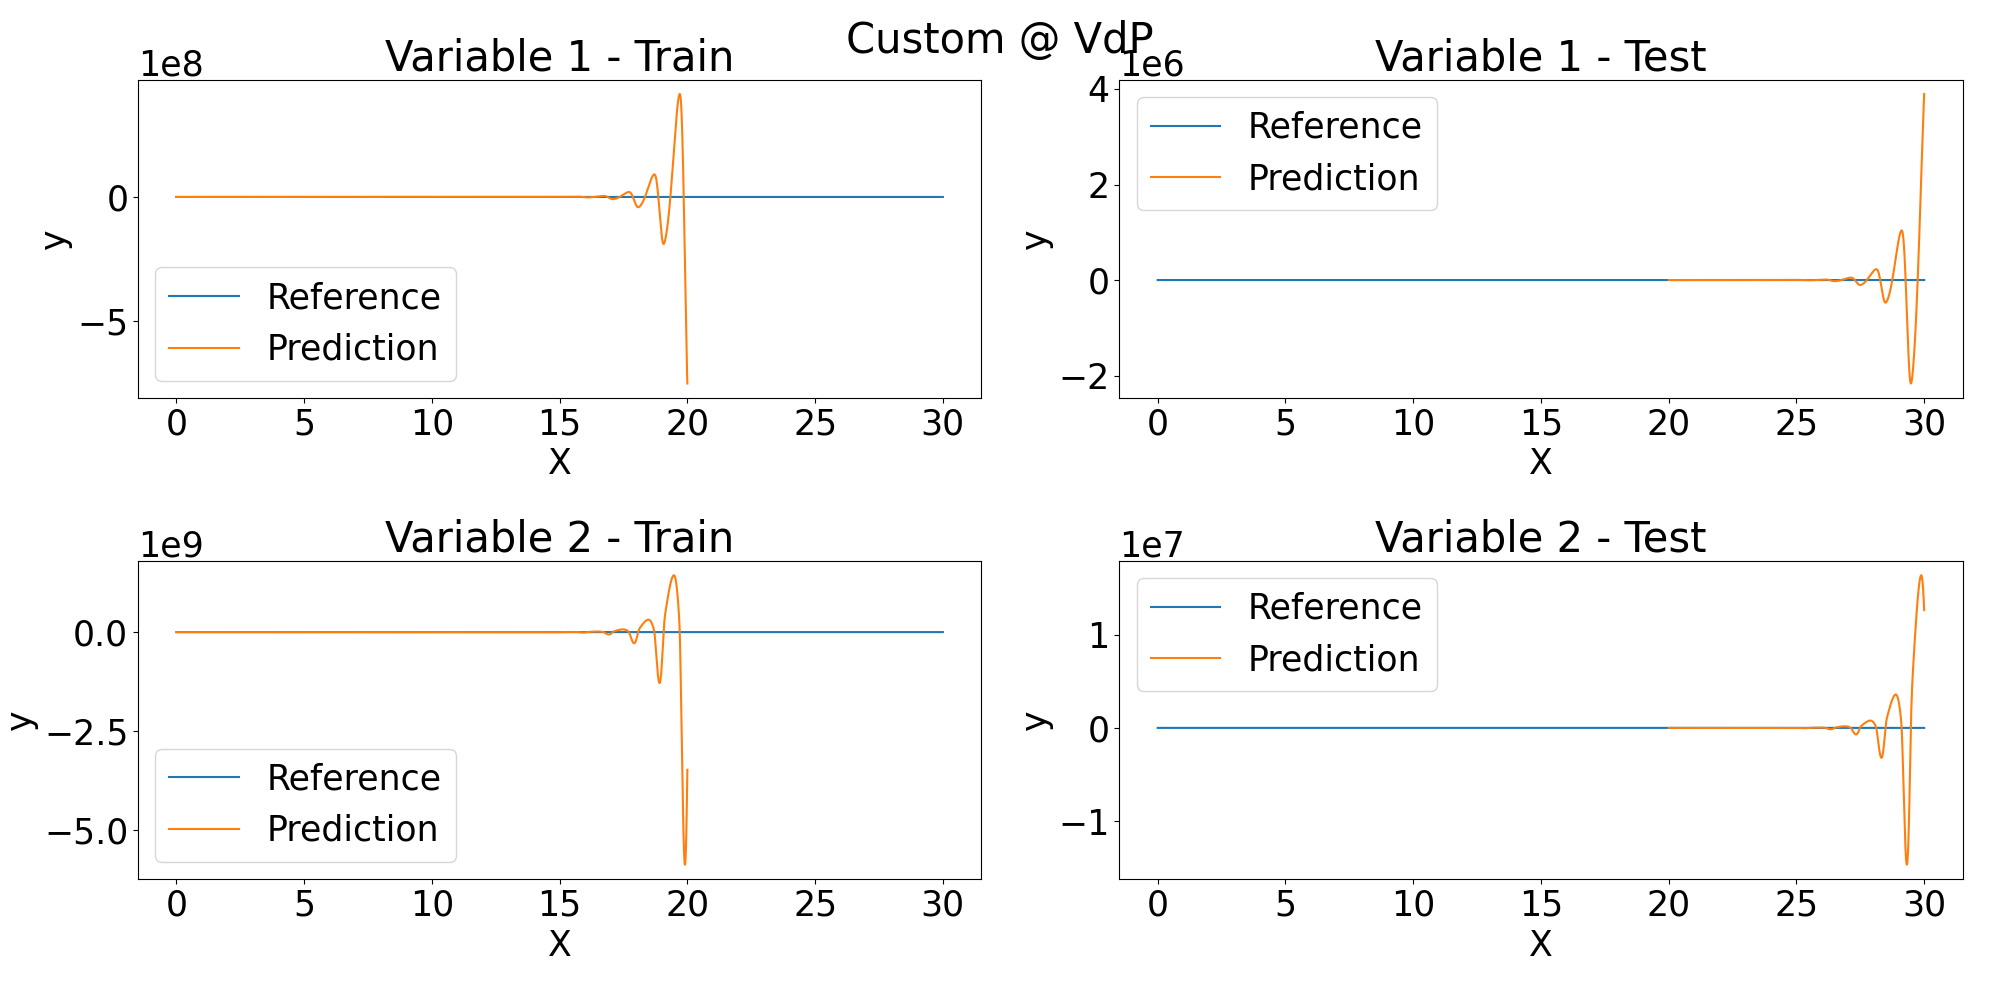 Custom @ VdP
Variable 1 - Train
1e8
0
−5
y
Reference
Prediction
0 5 10 15 20 25 30
X
Variable 1 - Test
1e6
4
2
0
−2
y
Reference
Prediction
0 5 10 15 20 25 30
X
Variable 2 - Train
1e9
0.0
−2.5
−5.0
y
Reference
Prediction
0 5 10 15 20 25 30
X
Variable 2 - Test
1e7
1
0
−1
y
Reference
Prediction
0 5 10 15 20 25 30
X